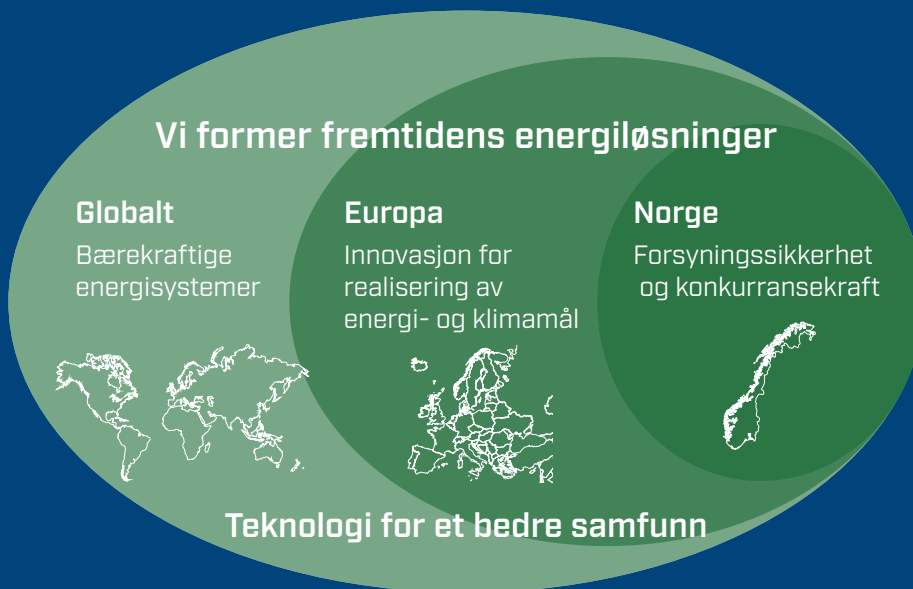 Vi former fremtidens energiløsninger
Globalt
Bærekraftige
energisystemer
Europa
Innovasjon for
realisering av
energi- og klimamål
Norge
Forsyningssikkerhet
og konkurransekraft
Teknologi for et bedre samfunn